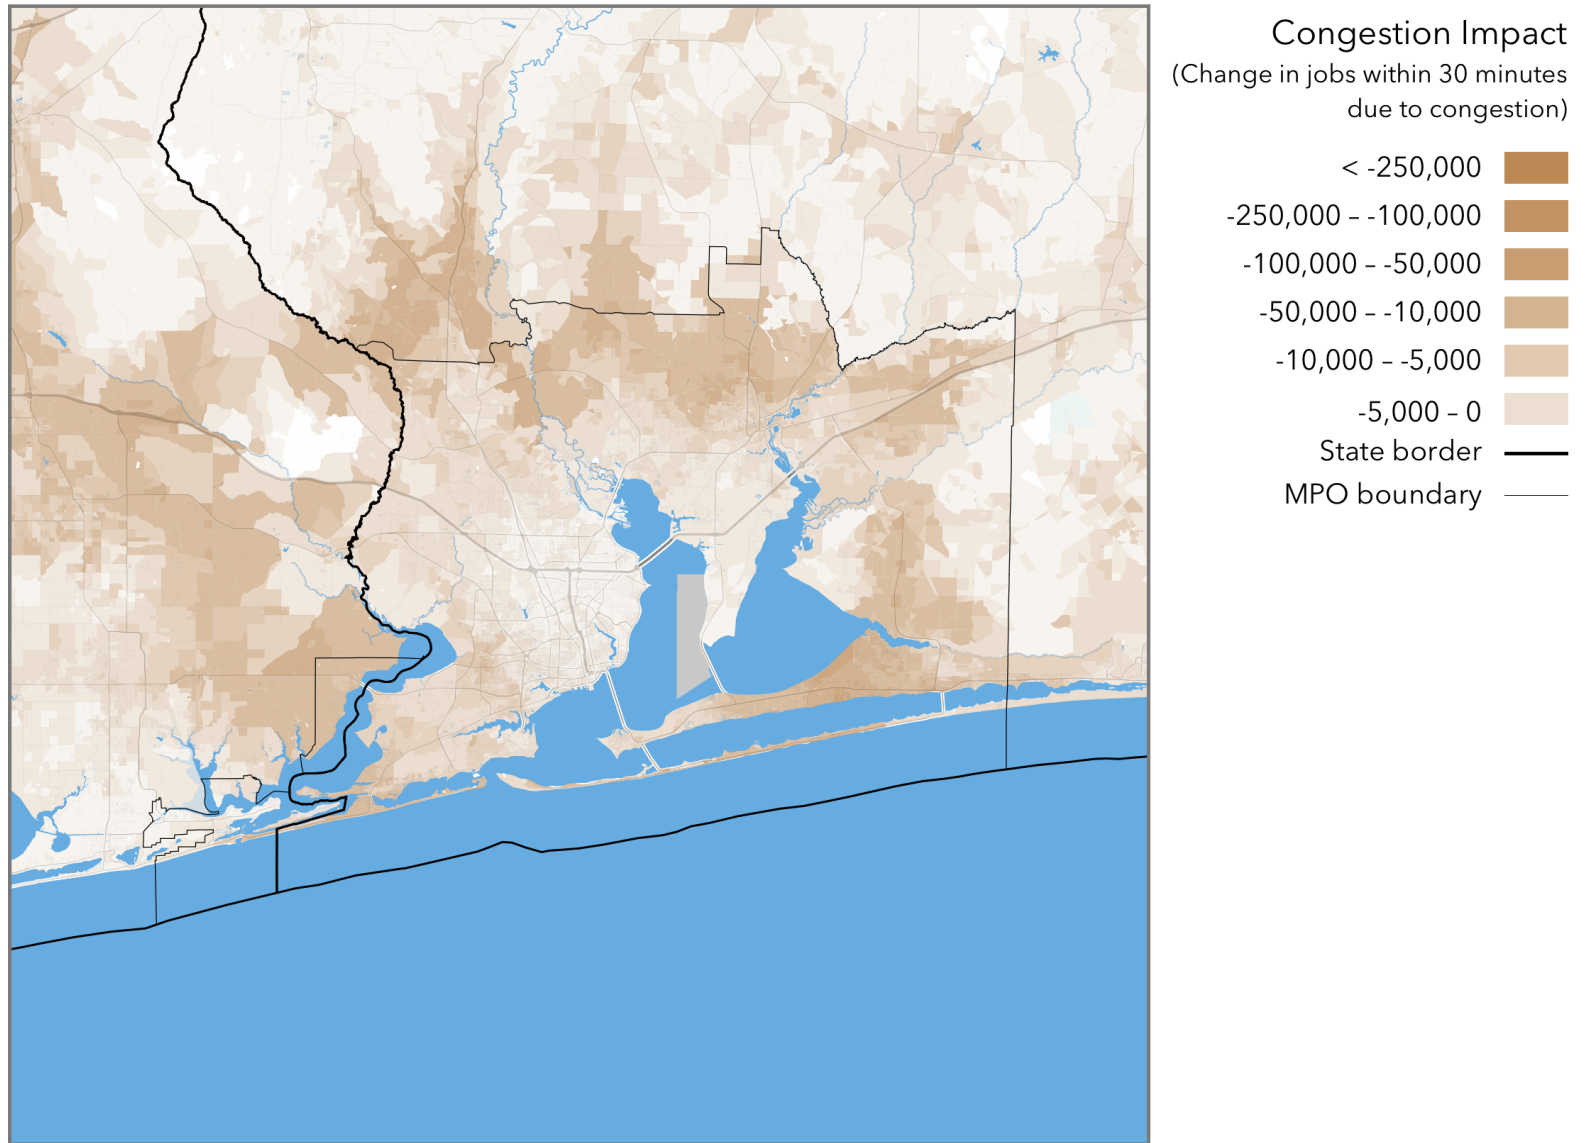 Congestion Impact
(Change in jobs within 30 minutes
due to congestion)
< -250,000
-250,000 – -100,000
-100,000 – -50,000
-50,000 – -10,000
-10,000 – -5,000
-5,000 – 0
State border
MPO boundary